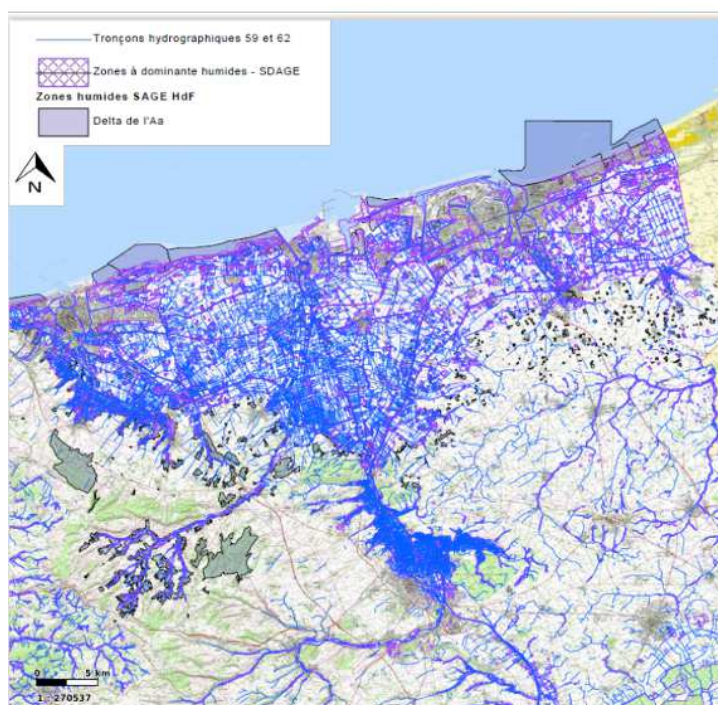 Tronçons hydrographiques 59 et 62
Zones à dominante humides - SDAGE
Zones humides SAGE HdF
Delta de l'Aa
N
0 5 km
1 : 270537